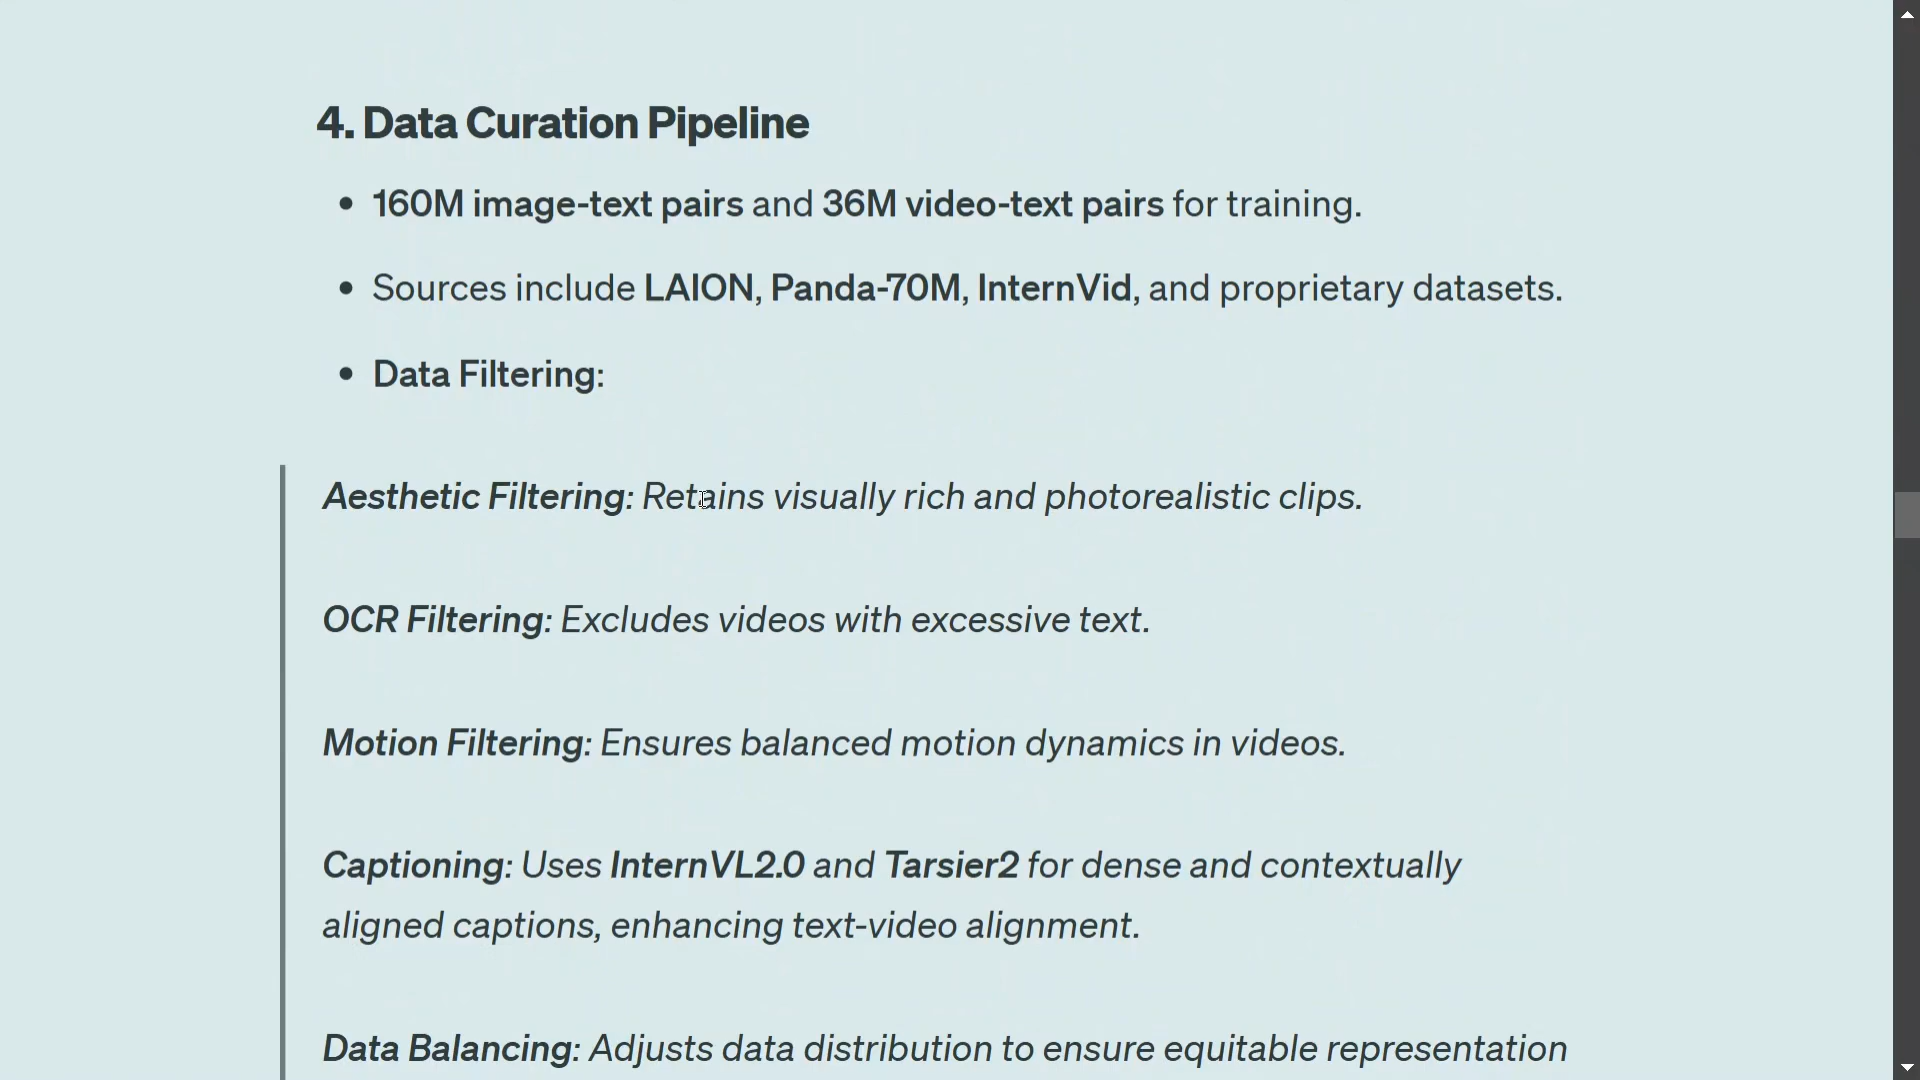 4. Data Curation Pipeline
• 160M image-text pairs and 36M video-text pairs for training.
• Sources include LAION, Panda-70M, InternVid, and proprietary datasets.
• Data Filtering:
Aesthetic Filtering: Retains visually rich and photorealistic clips.
OCR Filtering: Excludes videos with excessive text.
Motion Filtering: Ensures balanced motion dynamics in videos.
Captioning: Uses InternVL2.0 and Tarsier2 for dense and contextually
aligned captions, enhancing text-video alignment.
Data Balancing: Adjusts data distribution to ensure equitable representation